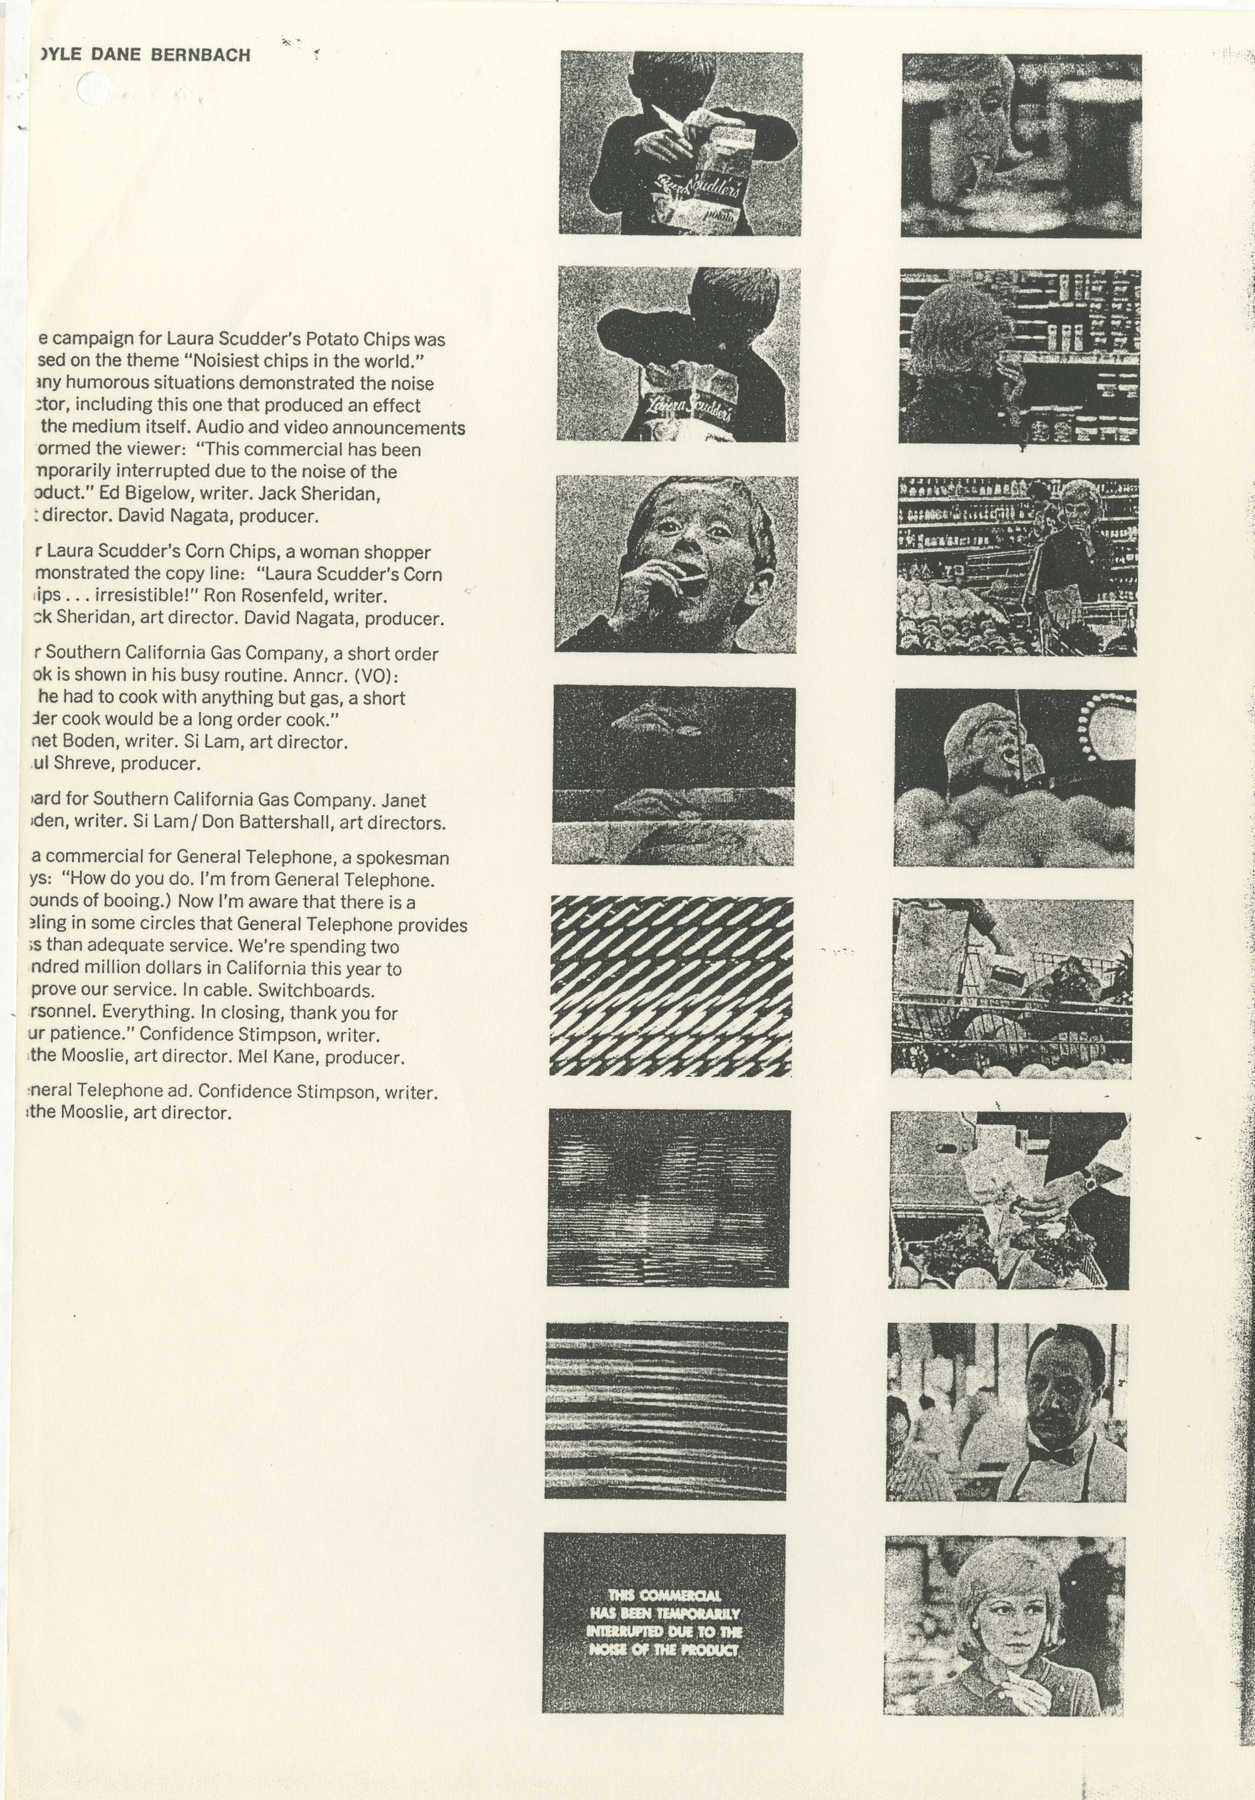 OYLE DANE BERNBACH
e campaign for Laura Scudder's Potato Chips was
sed on the theme “Noisiest chips in the world.”
any humorous situations demonstrated the noise
ctor, including this one that produced an effect
the medium itself. Audio and video announcements
ormed the viewer: “This commercial has been
mporarily interrupted due to the noise of the
oduct.” Ed Bigelow, writer. Jack Sheridan,
t director. David Nagata, producer.
r Laura Scudder's Corn Chips, a woman shopper
monstrated the copy line: “Laura Scudder's Corn
ips . . . irresistible!” Ron Rosenfeld, writer.
ck Sheridan, art director. David Nagata, producer.
r Southern California Gas Company, a short order
ok is shown in his busy routine. Anncr. (VO):
he had to cook with anything but gas, a short
der cook would be a long order cook.”
net Boden, writer. Si Lam, art director.
ul Shreve, producer.
oard for Southern California Gas Company. Janet
oden, writer. Si Lam / Don Battershall, art directors.
a commercial for General Telephone, a spokesman
ys: “How do you do. I'm from General Telephone.
ounds of booing.) Now I'm aware that there is a
eling in some circles that General Telephone provides
ss than adequate service. We're spending two
ndred million dollars in California this year to
prove our service. In cable. Switchboards.
rsonnel. Everything. In closing, thank you for
ur patience.” Confidence Stimpson, writer.
the Mooslie, art director. Mel Kane, producer.
neral Telephone ad. Confidence Stimpson, writer.
the Mooslie, art director.
Scudder's
potato
Laura Scudder's
THIS COMMERCIAL
HAS BEEN TEMPORARILY
INTERRUPTED DUE TO THE
NOISE OF THE PRODUCT